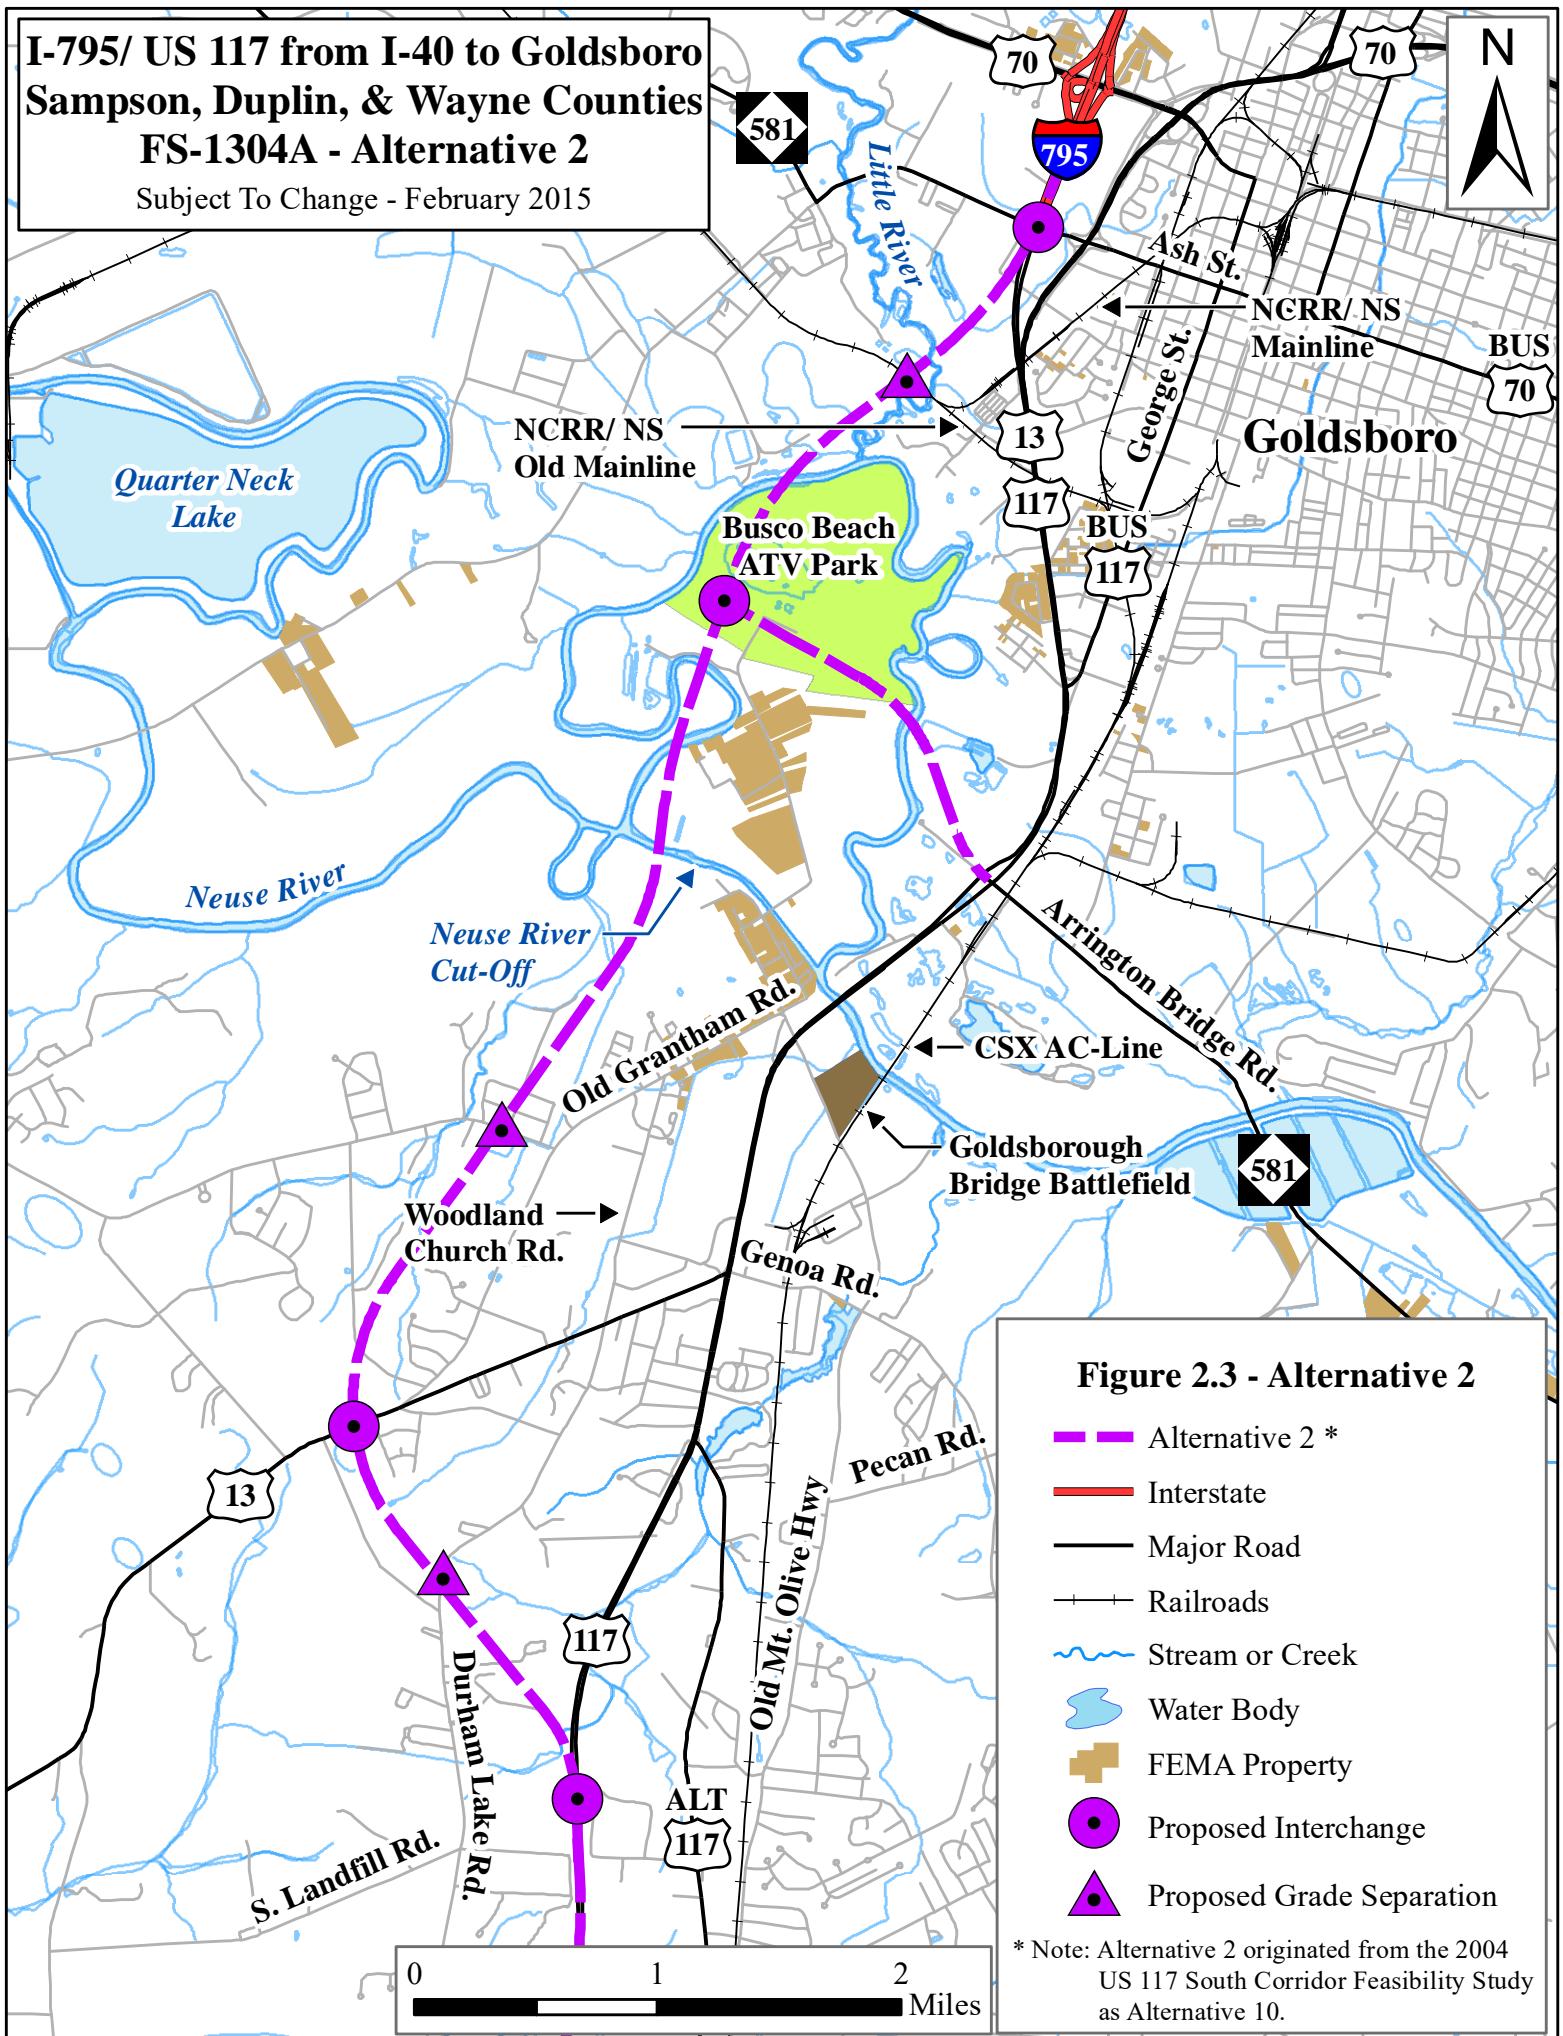 I-795/ US 117 from I-40 to Goldsboro
Sampson, Duplin, & Wayne Counties
FS-1304A - Alternative 2
Subject To Change - February 2015
70
70
N
581
795
Little River
Ash St.
NCRR/ NS
Mainline
BUS
70
George St.
NCRR/ NS
Old Mainline
13
Goldsboro
Quarter Neck
Lake
117
Busco Beach
ATV Park
BUS
117
Neuse River
Neuse River
Cut-Off
Arrington Bridge Rd.
Old Grantham Rd.
CSX AC-Line
Goldsborough
Bridge Battlefield
581
Woodland
Church Rd.
Genoa Rd.
Pecan Rd.
13
Old Mt. Olive Hwy
117
Durham Lake Rd.
ALT
117
S. Landfill Rd.
Figure 2.3 - Alternative 2
Alternative 2 *
Interstate
Major Road
Railroads
Stream or Creek
Water Body
FEMA Property
Proposed Interchange
Proposed Grade Separation
* Note: Alternative 2 originated from the 2004
US 117 South Corridor Feasibility Study
as Alternative 10.
0 1 2
Miles